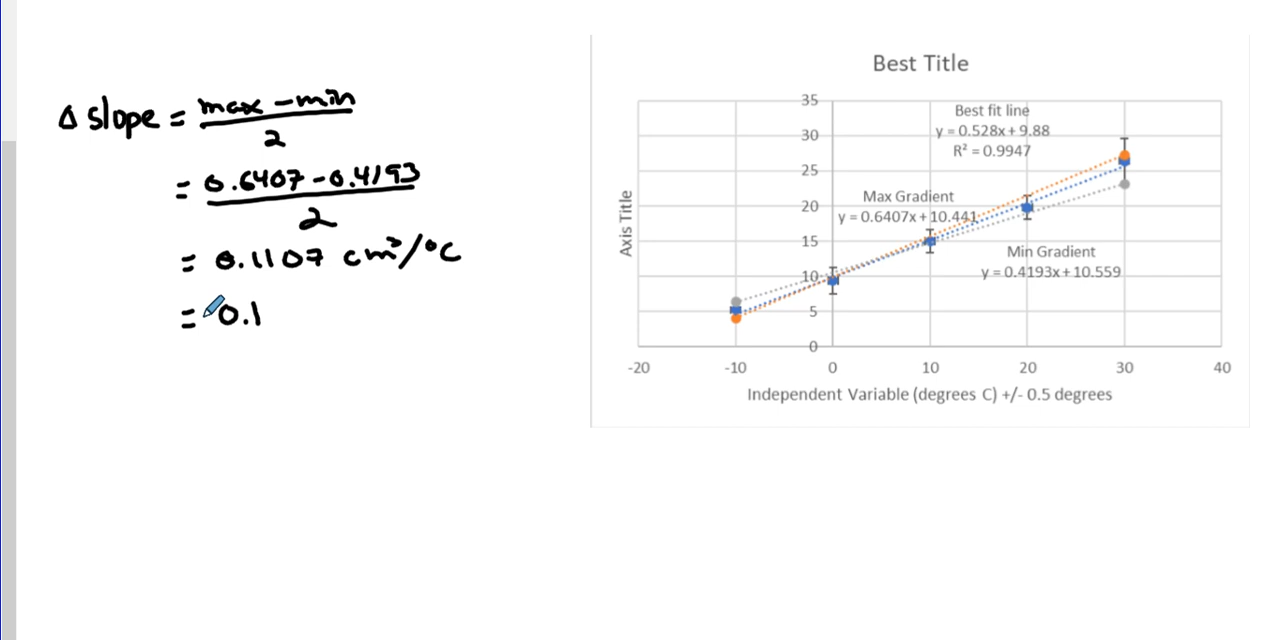 Δ slope = max - min
2
= 0.6407 - 0.4193
2
= 0.1107 cm³/°C
= 0.1
Best Title
Axis Title
35
30
25
20
15
10
5
0
-20 -10 0 10 20 30 40
Independent Variable (degrees C) +/- 0.5 degrees
Best fit line
y = 0.528x + 9.88
R² = 0.9947
Max Gradient
y = 0.6407x + 10.441
Min Gradient
y = 0.4193x + 10.559